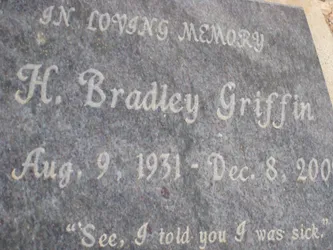 IN LOVING MEMORY
H. Bradley Griffin
Aug. 9, 1931 - Dec. 8, 200
"See, I told you I was sick."